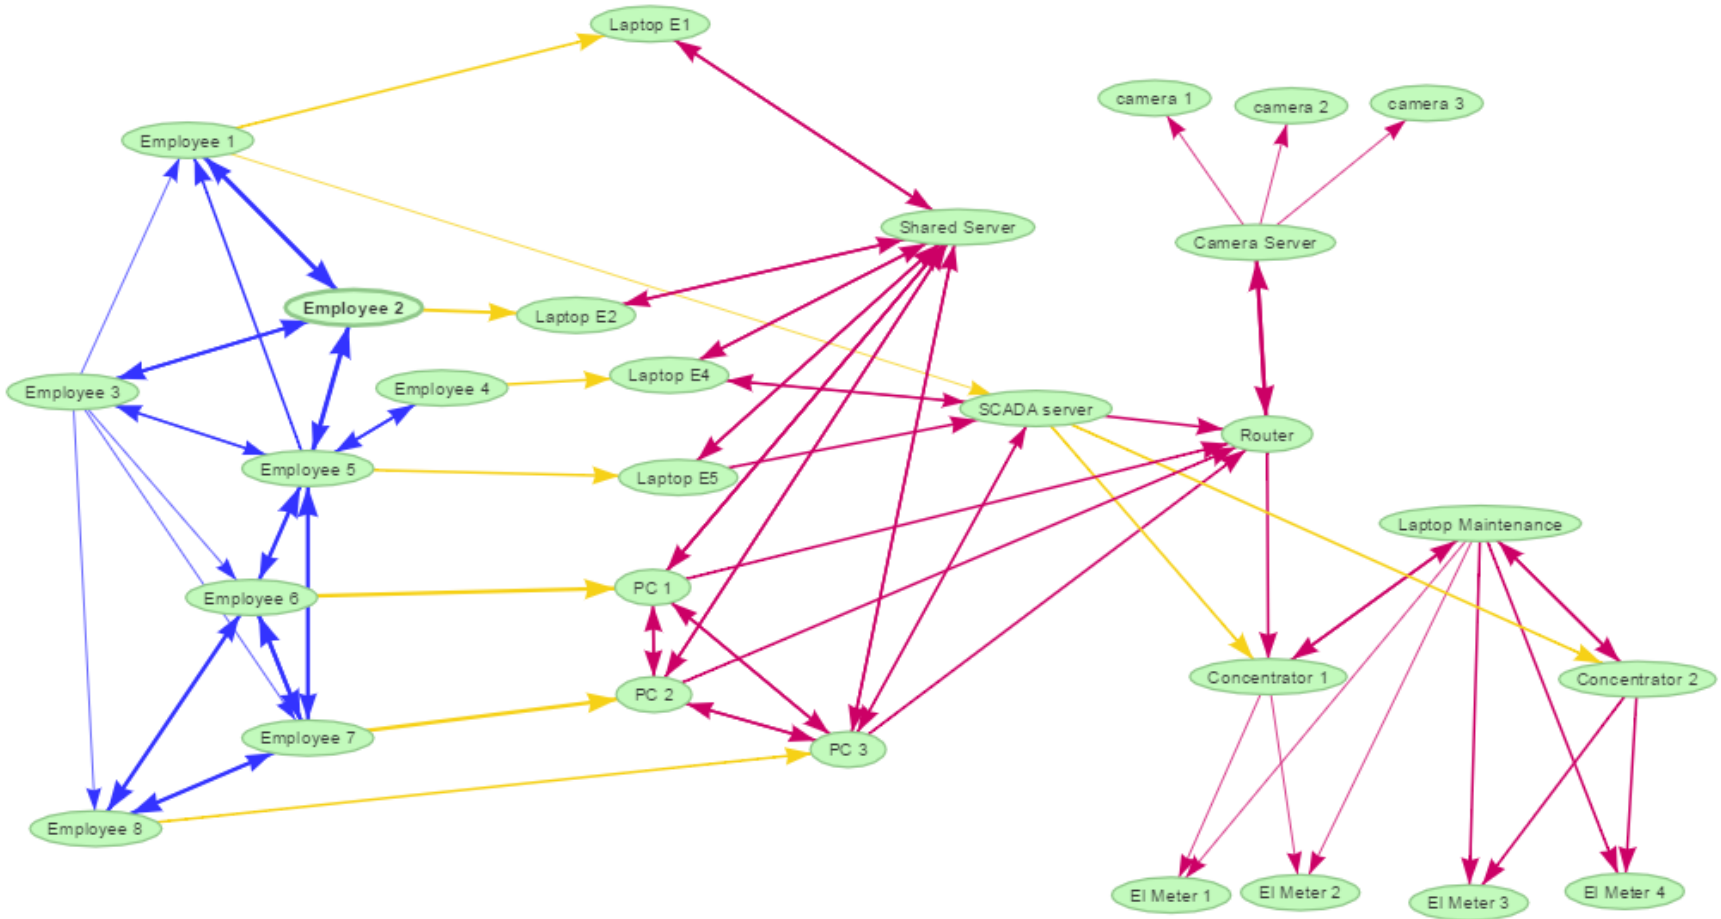 Laptop E1
camera 1
camera 2
camera 3
Employee 1
Shared Server
Camera Server
Employee 2
Laptop E2
Employee 3
Employee 4
Laptop E4
SCADA server
Router
Employee 5
Laptop E5
Laptop Maintenance
Employee 6
PC 1
Concentrator 1
Concentrator 2
PC 2
Employee 7
PC 3
Employee 8
El Meter 1
El Meter 2
El Meter 3
El Meter 4